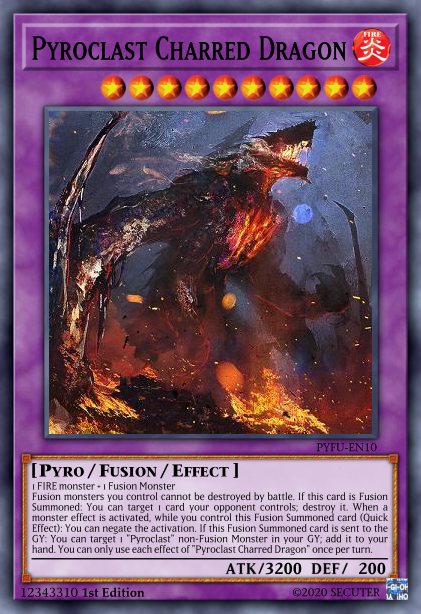 PYROCLAST CHARRED DRAGON
FIRE
炎
PYFU-EN10
[PYRO / FUSION / EFFECT]
1 FIRE monster + 1 Fusion Monster
Fusion monsters you control cannot be destroyed by battle. If this card is Fusion
Summoned: You can target 1 card your opponent controls; destroy it. When a
monster effect is activated, while you control this Fusion Summoned card (Quick
Effect): You can negate the activation. If this Fusion Summoned card is sent to the
GY: You can target 1 "Pyroclast" non-Fusion Monster in your GY; add it to your
hand. You can only use each effect of "Pyroclast Charred Dragon" once per turn.
ATK/3200 DEF/ 200
12343310 1st Edition
©2020 SECUTER